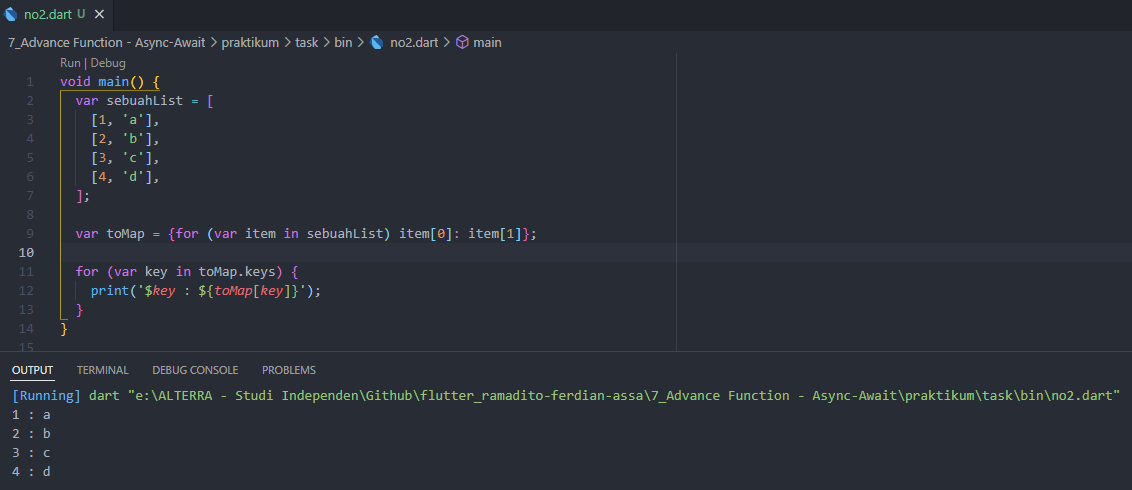 no2.dart U ×
7_Advance Function - Async-Await > praktikum > task > bin > no2.dart > main
Run | Debug
1 void main() {
2   var sebuahList = [
3     [1, 'a'],
4     [2, 'b'],
5     [3, 'c'],
6     [4, 'd'],
7   ];
8
9   var toMap = {for (var item in sebuahList) item[0]: item[1]};
10
11   for (var key in toMap.keys) {
12     print('$key : ${toMap[key]}');
13   }
14 }
15
OUTPUT TERMINAL DEBUG CONSOLE PROBLEMS
[Running] dart "e:\ALTERRA - Studi Independen\Github\flutter_ramadito-ferdian-assa\7_Advance Function - Async-Await\praktikum\task\bin\no2.dart"
1 : a
2 : b
3 : c
4 : d